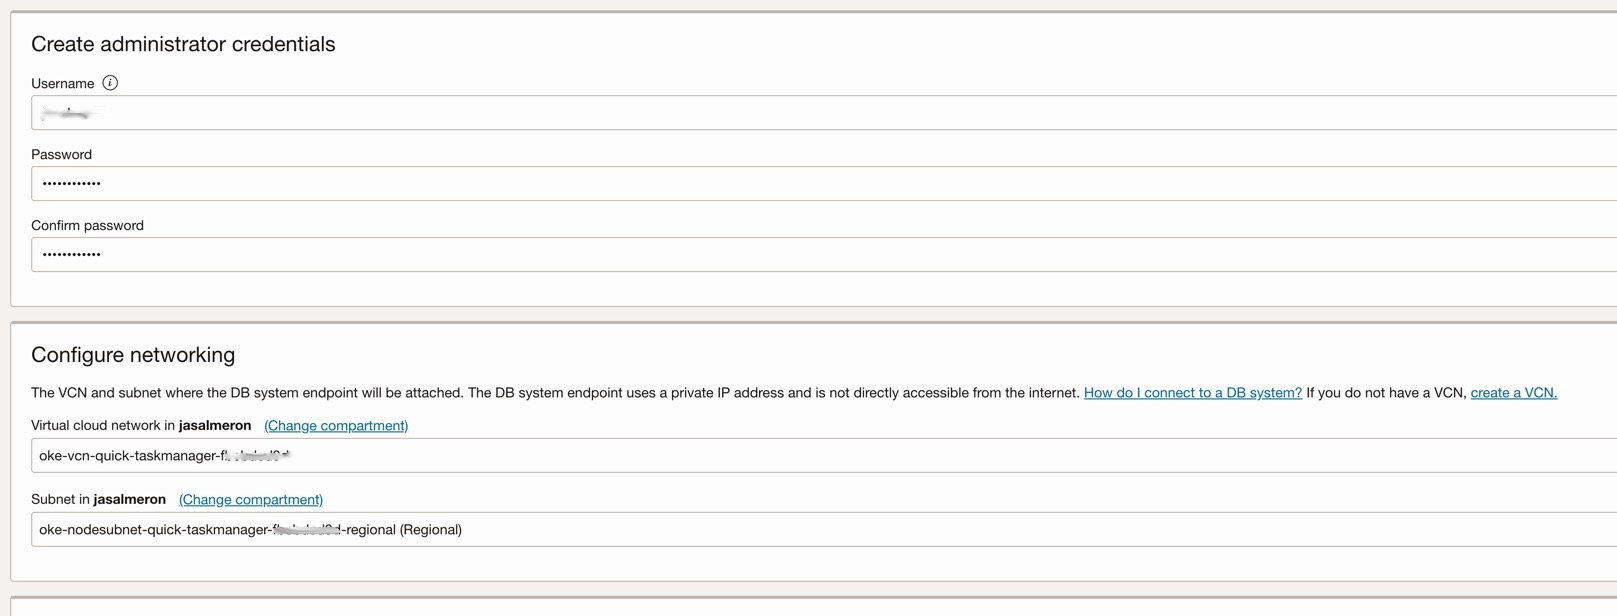 Create administrator credentials
Username
Password
••••••••••••
Confirm password
••••••••••••
Configure networking
The VCN and subnet where the DB system endpoint will be attached. The DB system endpoint uses a private IP address and is not directly accessible from the internet. How do I connect to a DB system? If you do not have a VCN, create a VCN.
Virtual cloud network in jasalmeron (Change compartment)
oke-vcn-quick-taskmanager-
Subnet in jasalmeron (Change compartment)
oke-nodesubnet-quick-taskmanager- -regional (Regional)